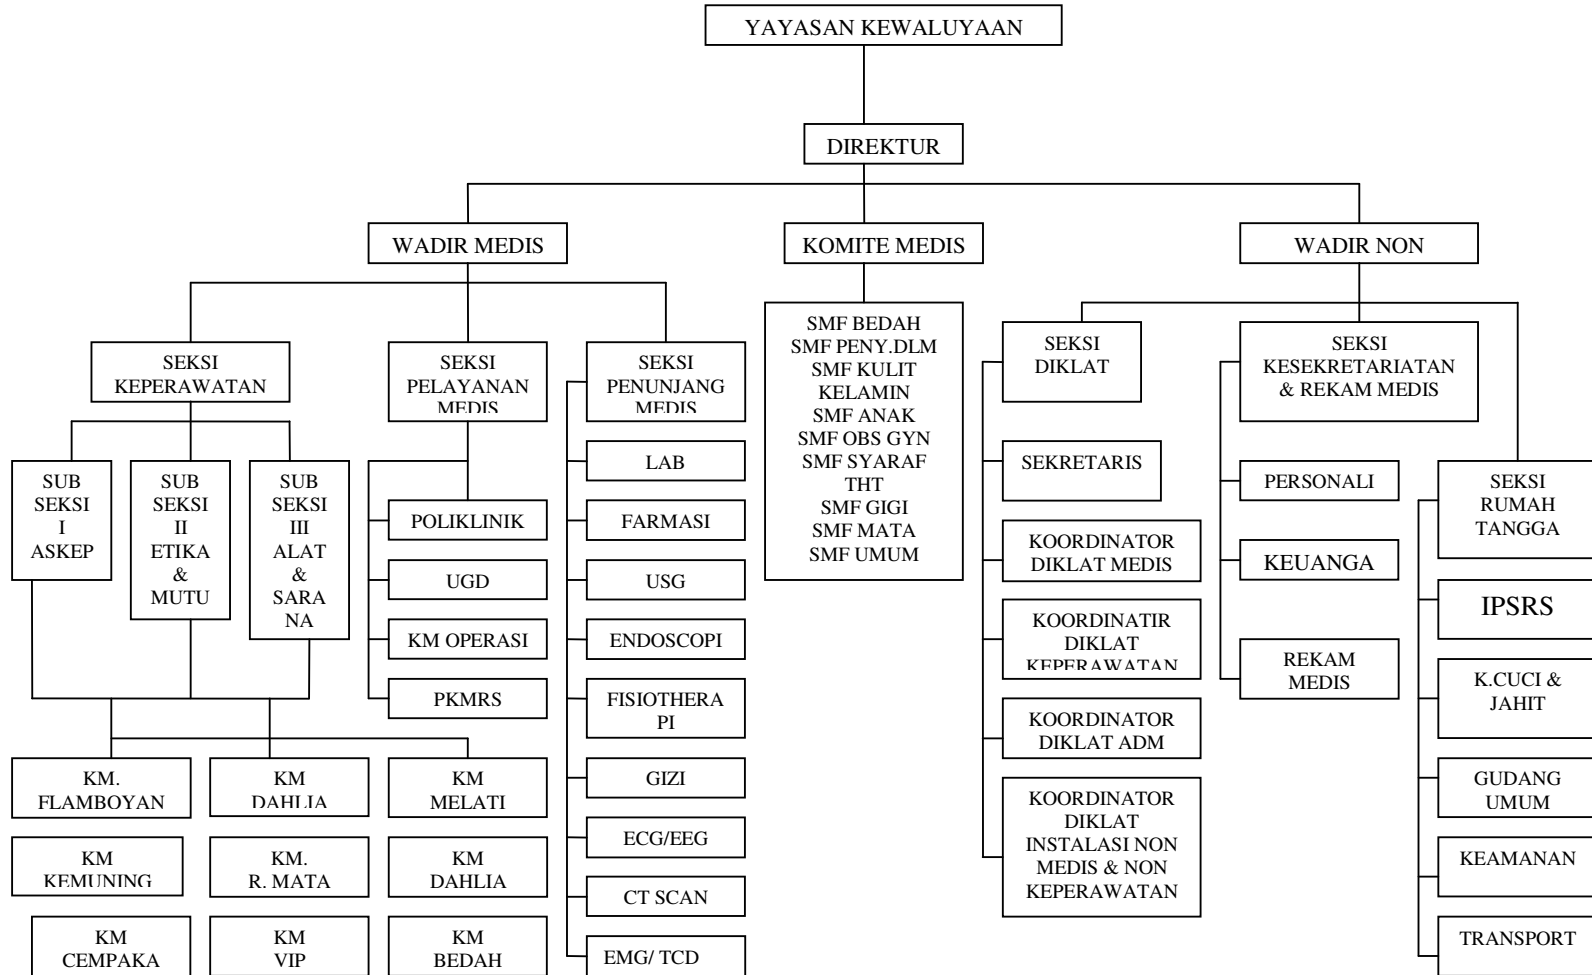 YAYASAN KEWALUYAAN
DIREKTUR
WADIR MEDIS
KOMITE MEDIS
WADIR NON
SEKSI
KEPERAWATAN
SEKSI
PELAYANAN
MEDIS
SEKSI
PENUNJANG
MEDIS
SMF BEDAH
SMF PENY.DLM
SMF KULIT
KELAMIN
SMF ANAK
SMF OBS GYN
SMF SYARAF
THT
SMF GIGI
SMF MATA
SMF UMUM
SEKSI
DIKLAT
SEKSI
KESEKRETARIATAN
& REKAM MEDIS
SUB
SEKSI
I
ASKEP
SUB
SEKSI
II
ETIKA
&
MUTU
SUB
SEKSI
III
ALAT
&
SARA
NA
POLIKLINIK
UGD
KM OPERASI
PKMRS
LAB
FARMASI
USG
ENDOSCOPI
FISIOTHERA
PI
GIZI
ECG/EEG
CT SCAN
EMG/ TCD
SEKRETARIS
KOORDINATOR
DIKLAT MEDIS
KOORDINATIR
DIKLAT
KEPERAWATAN
KOORDINATOR
DIKLAT ADM
KOORDINATOR
DIKLAT
INSTALASI NON
MEDIS & NON
KEPERAWATAN
PERSONALI
KEUANGA
REKAM
MEDIS
SEKSI
RUMAH
TANGGA
IPSRS
K.CUCI &
JAHIT
GUDANG
UMUM
KEAMANAN
TRANSPORT
KM.
FLAMBOYAN
KM
DAHLIA
KM
MELATI
KM
KEMUNING
KM.
R. MATA
KM
DAHLIA
KM
CEMPAKA
KM
VIP
KM
BEDAH